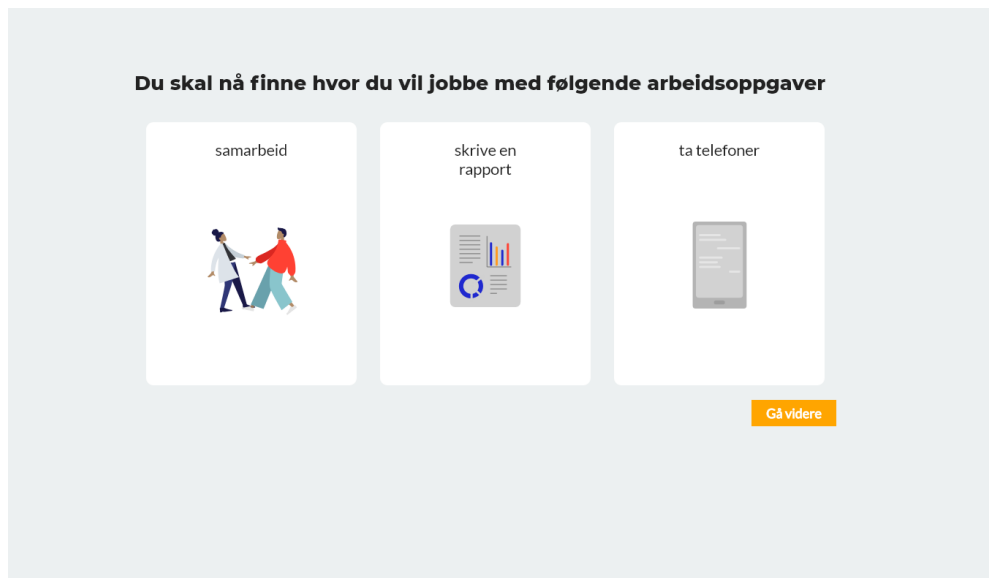 Du skal nå finne hvor du vil jobbe med følgende arbeidsoppgaver
samarbeid
skrive en
rapport
ta telefoner
Gå videre